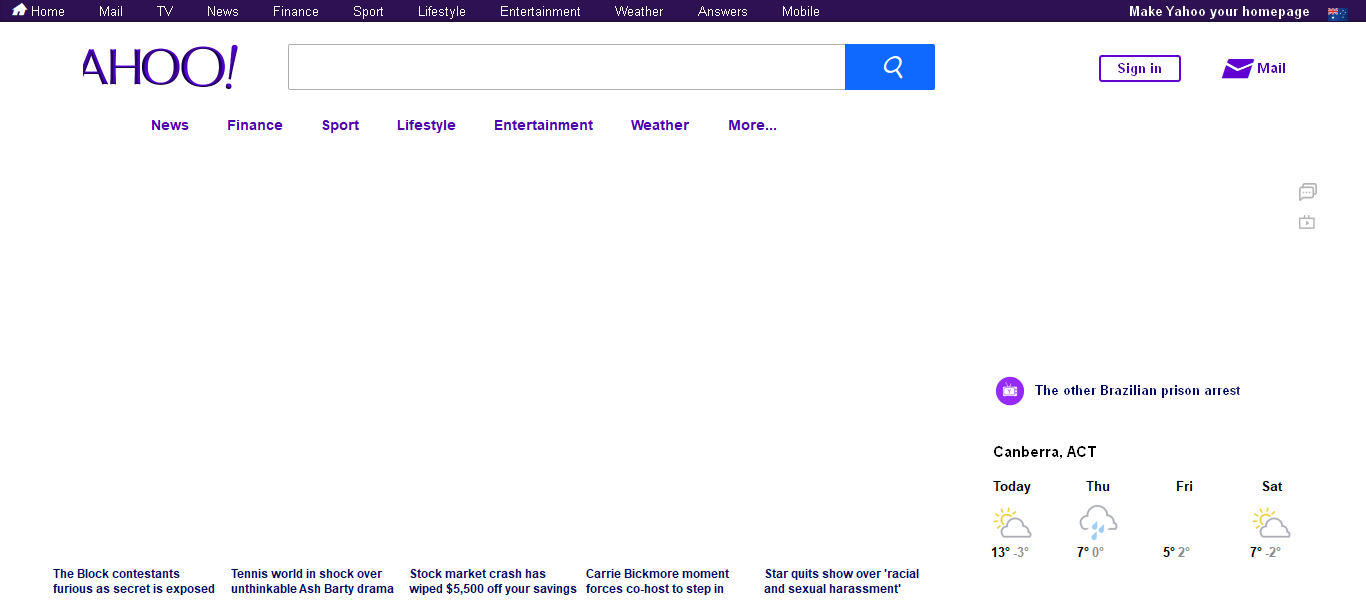 Home Mail TV News Finance Sport Lifestyle Entertainment Weather Answers Mobile Make Yahoo your homepage
AHOO!
Sign in
Mail
News Finance Sport Lifestyle Entertainment Weather More...
The other Brazilian prison arrest
Canberra, ACT
Today Thu Fri Sat
13° -3° 7° 0° 5° 2° 7° -2°
The Block contestants
furious as secret is exposed
Tennis world in shock over
unthinkable Ash Barty drama
Stock market crash has
wiped $5,500 off your savings
Carrie Bickmore moment
forces co-host to step in
Star quits show over 'racial
and sexual harassment'